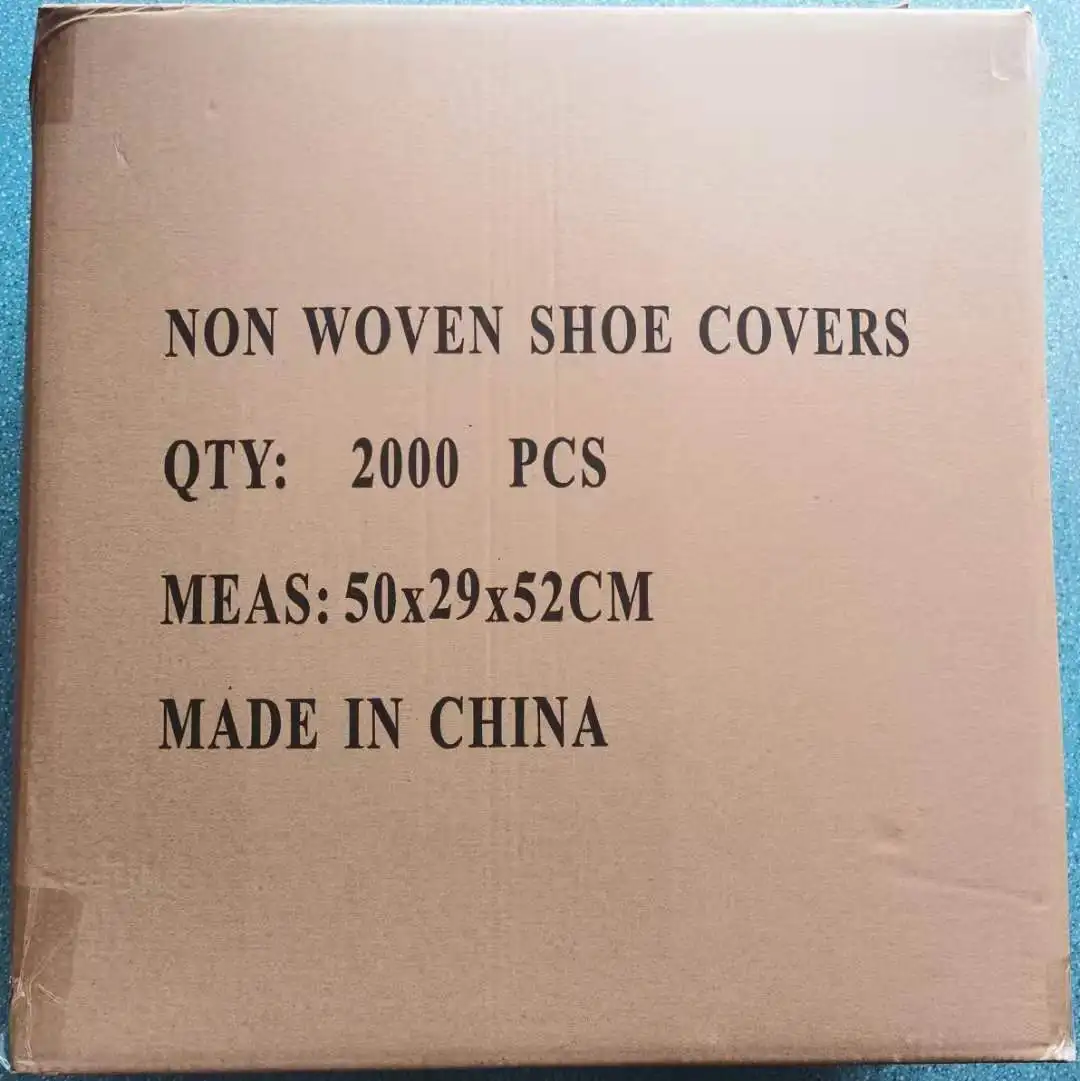 NON WOVEN SHOE COVERS
QTY: 2000 PCS
MEAS: 50x29x52CM
MADE IN CHINA